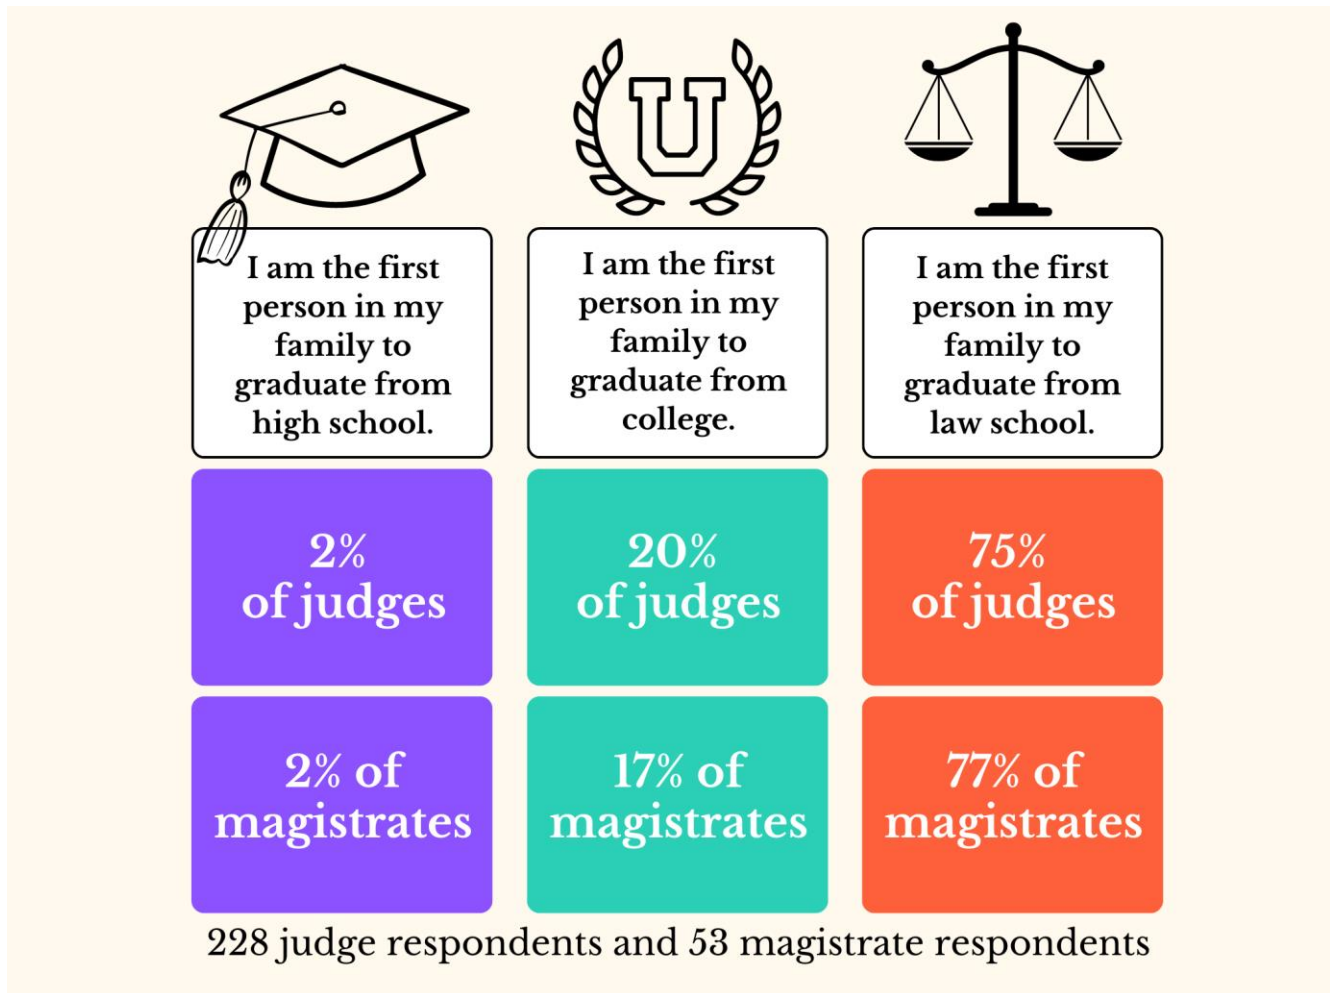 U
I am the first
person in my
family to
graduate from
high school.
I am the first
person in my
family to
graduate from
college.
I am the first
person in my
family to
graduate from
law school.
2%
of judges
20%
of judges
75%
of judges
2% of
magistrates
17% of
magistrates
77% of
magistrates
228 judge respondents and 53 magistrate respondents